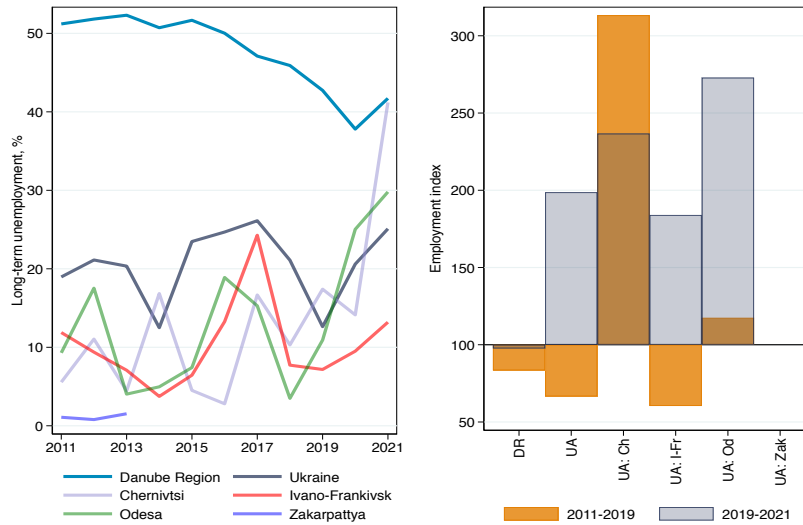 Long-term unemployment, %
50
40
30
20
10
0
2011 2013 2015 2017 2019 2021
Danube Region Ukraine
Chernivtsi Ivano-Frankivsk
Odesa Zakarpattya
Employment index
300
250
200
150
100
50
DR UA UA: Ch UA: I-Fr UA: Od UA: Zak
2011-2019 2019-2021